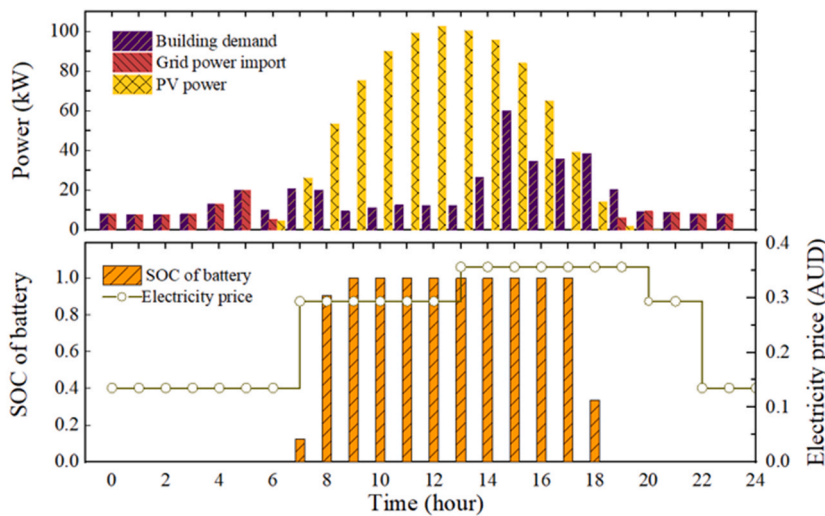 100
80
60
40
20
0
Power (kW)
Building demand
Grid power import
PV power
1.0
0.8
0.6
0.4
0.2
0.0
SOC of battery
SOC of battery
Electricity price
0.4
0.3
0.2
0.1
0.0
Electricity price (AUD)
0 2 4 6 8 10 12 14 16 18 20 22 24
Time (hour)